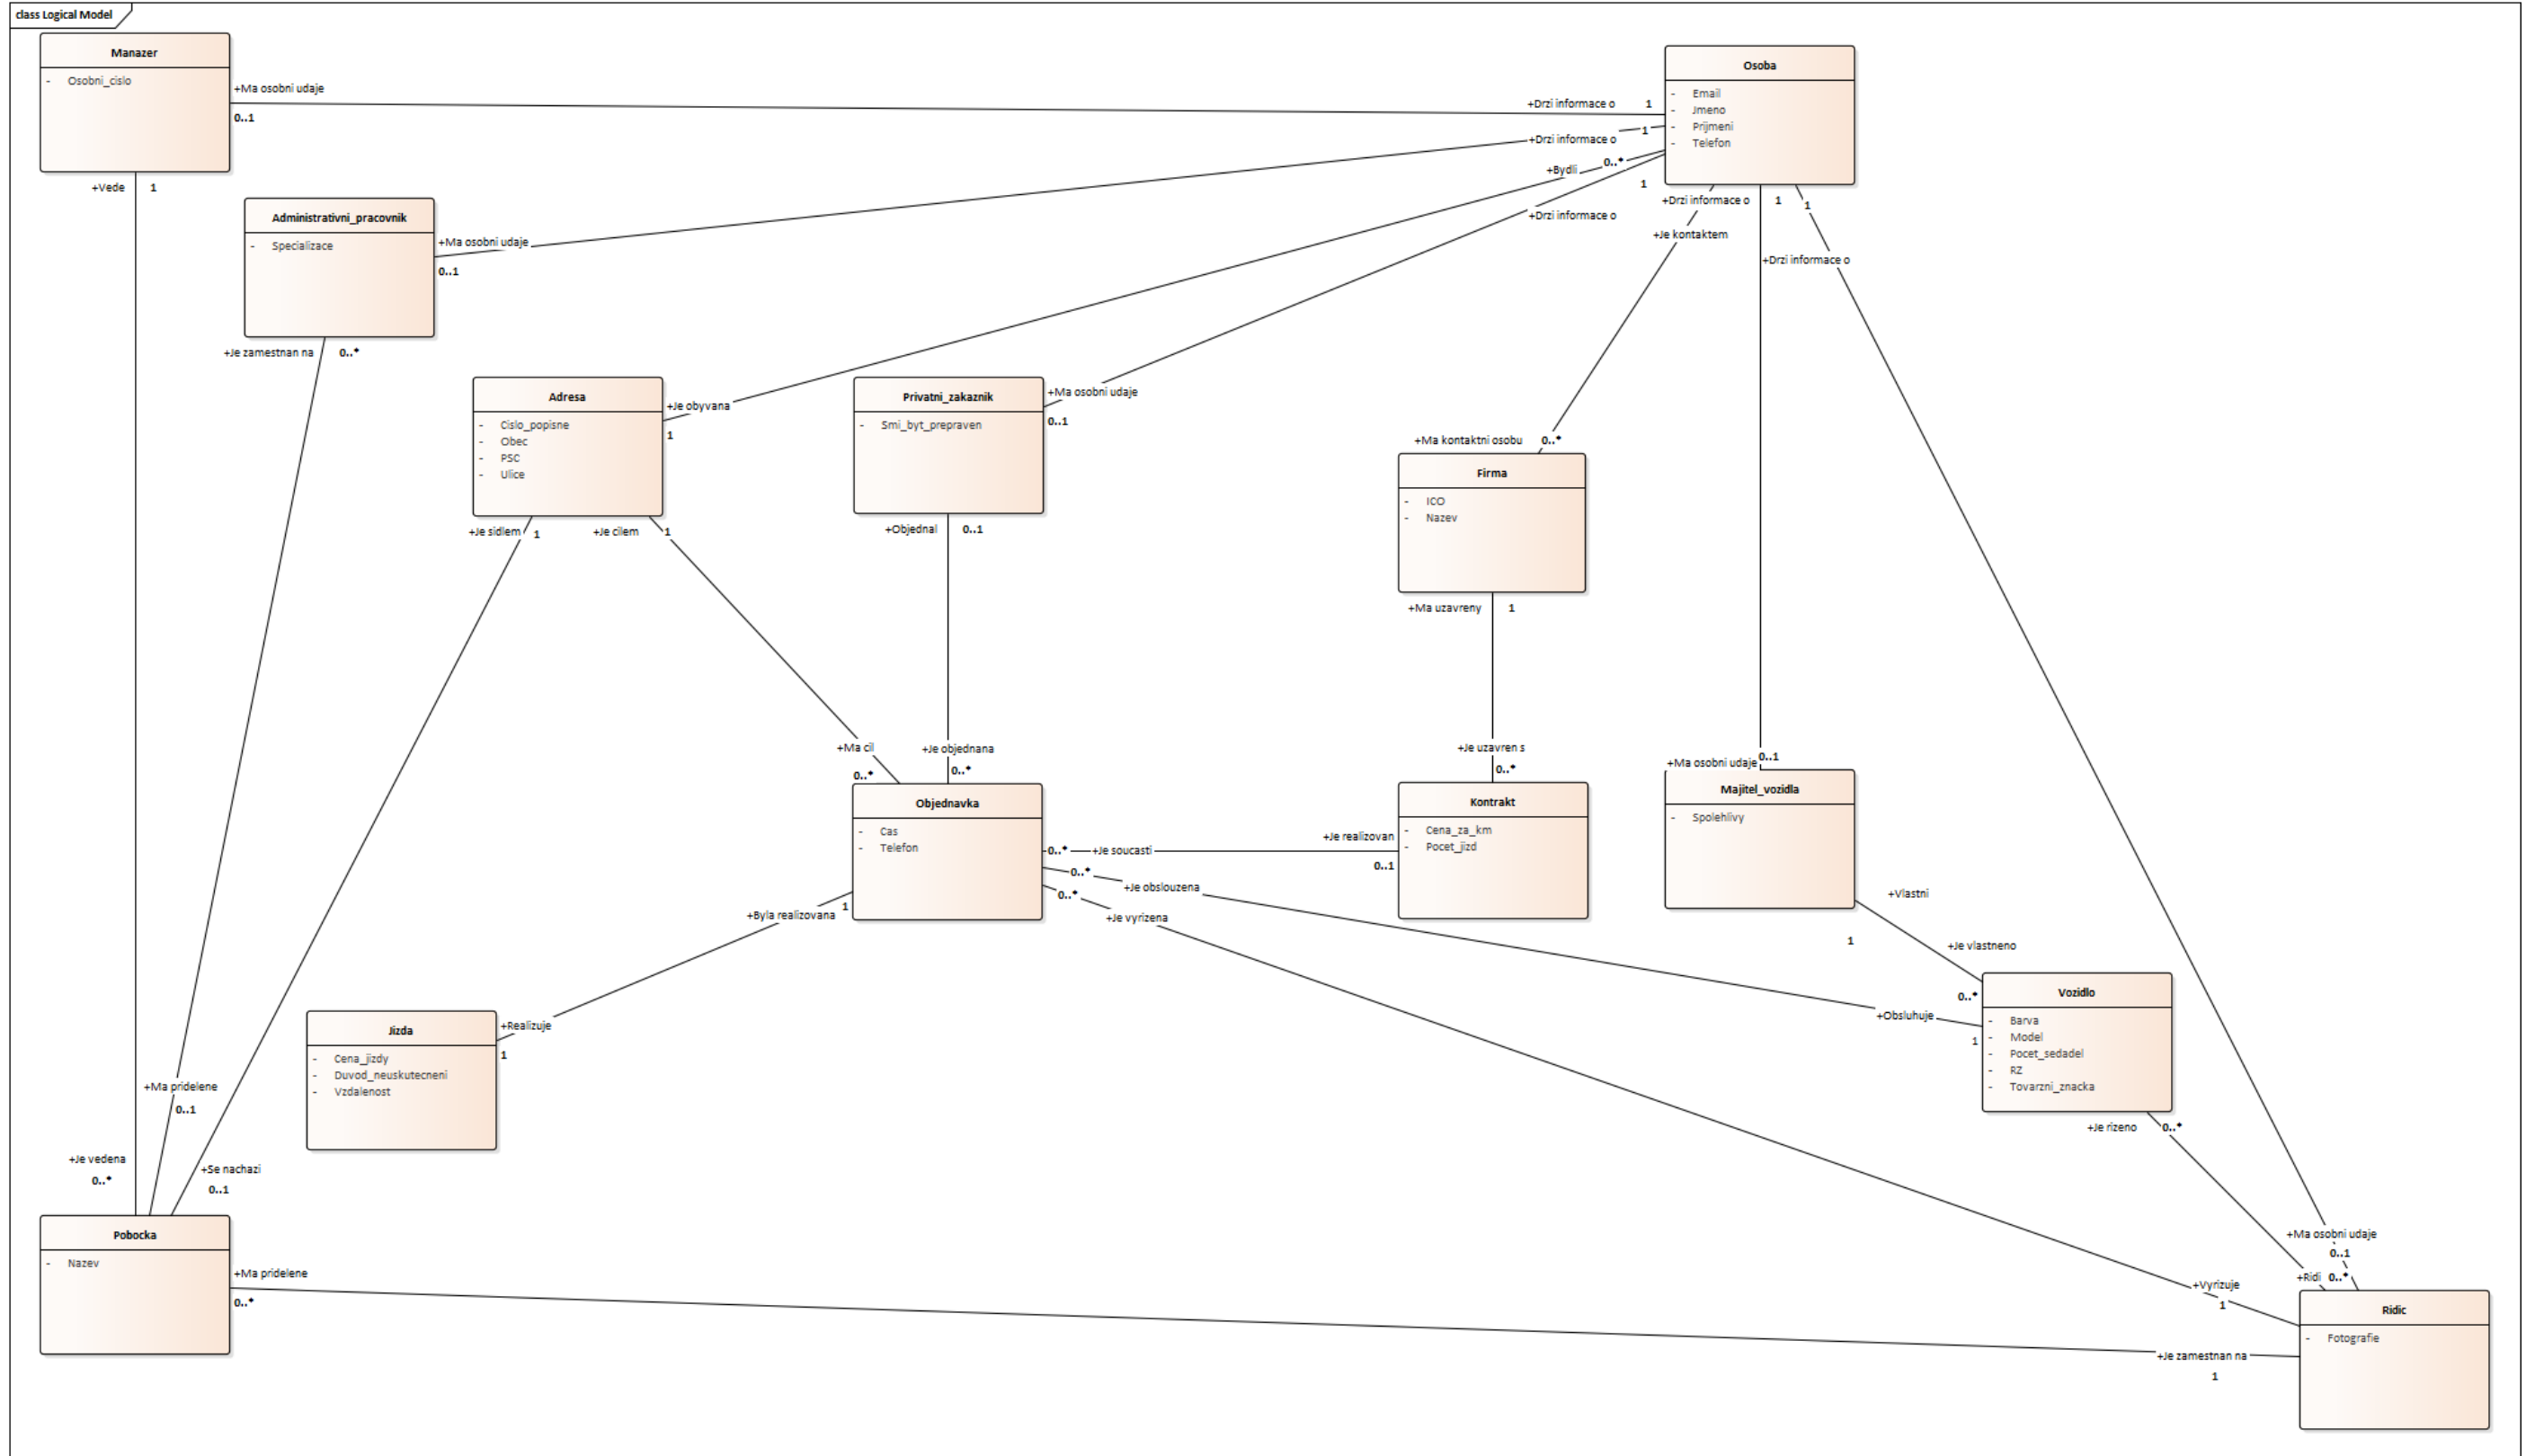 class Logical Model
Manazer
- Osobni_cislo
+Ma osobni udaje
0..1
+Drzi informace o 1
Osoba
- Email
- Jmeno
- Prijmeni
- Telefon
+Drzi informace o 1
+Bydli 0..*
1
+Drzi informace o
+Vede 1
Administrativni_pracovnik
- Specializace
+Ma osobni udaje
0..1
+Drzi informace o 1 1
+Je kontaktem
+Drzi informace o
+Je zamestnan na 0..*
Adresa
- Cislo_popisne
- Obec
- PSC
- Ulice
+Je obyvana
1
Privatni_zakaznik
- Smi_byt_prepraven
+Ma osobni udaje
0..1
+Ma kontaktni osobu 0..*
Firma
- ICO
- Nazev
+Je sidlem 1
+Je cilem 1
+Objednal 0..1
+Ma uzavreny 1
+Ma cil
0..*
+Je objednana
0..*
+Je uzavren s
0..*
+Ma osobni udaje 0..1
Objednavka
- Cas
- Telefon
Kontrakt
- Cena_za_km
- Pocet_jizd
Majitel_vozidla
- Spolehlivy
0..* +Je soucasti
+Je realizovan
0..1
0..*
+Je obslouzena
0..*
+Je vyrizena
+Byla realizovana 1
+Vlastni
1
+Je vlastneno
0..*
Vozidlo
- Barva
- Model
- Pocet_sedadel
- RZ
- Tovarzni_znacka
+Obsluhuje
1
Jizda
- Cena_jizdy
- Duvod_neuskutecneni
- Vzdalenost
+Realizuje
1
+Ma pridelene
0..1
+Je rizeno 0..*
+Je vedena
0..*
+Se nachazi
0..1
Pobocka
- Nazev
+Ma pridelene
0..*
+Ma osobni udaje
0..1
+Ridi 0..*
+Vyrizuje
1
Ridic
- Fotografie
+Je zamestnan na
1